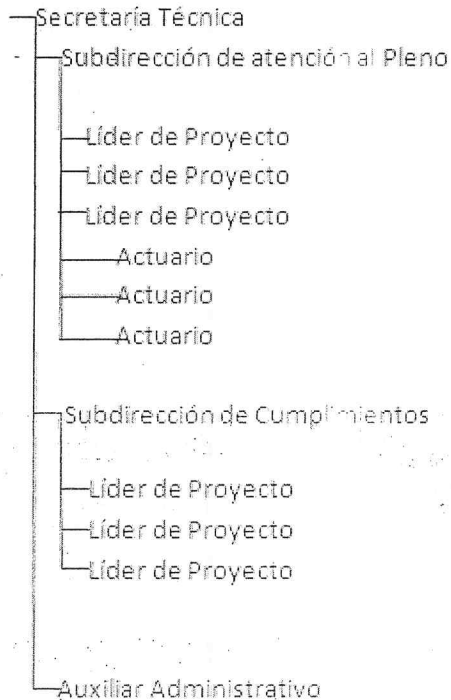 Secretaría Técnica
Subdirección de atención al Pleno
Líder de Proyecto
Líder de Proyecto
Líder de Proyecto
Actuario
Actuario
Actuario
Subdirección de Cumplimientos
Líder de Proyecto
Líder de Proyecto
Líder de Proyecto
Auxiliar Administrativo